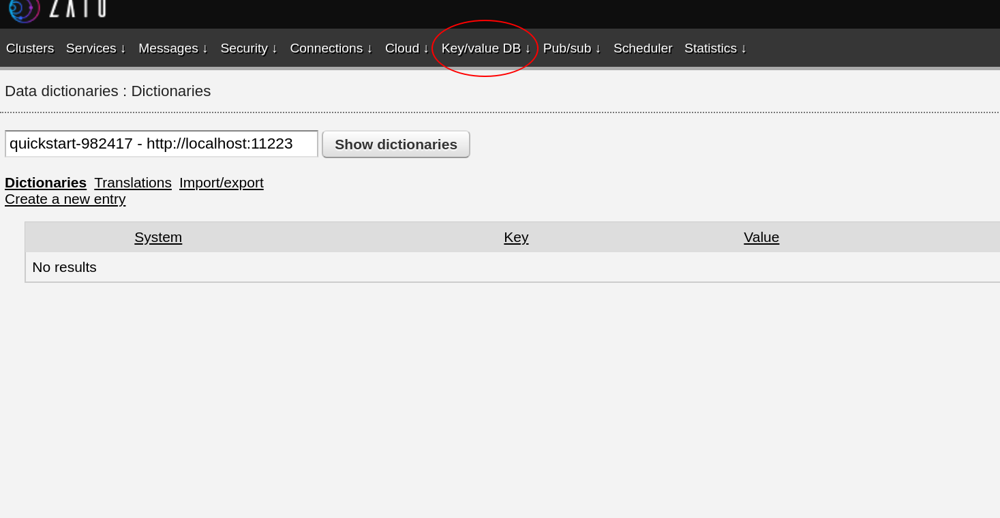 ZATO
Clusters Services ↓ Messages ↓ Security ↓ Connections ↓ Cloud ↓ Key/value DB ↓ Pub/sub ↓ Scheduler Statistics ↓
Data dictionaries : Dictionaries
quickstart-982417 - http://localhost:11223 Show dictionaries
Dictionaries Translations Import/export
Create a new entry
System Key Value
No results